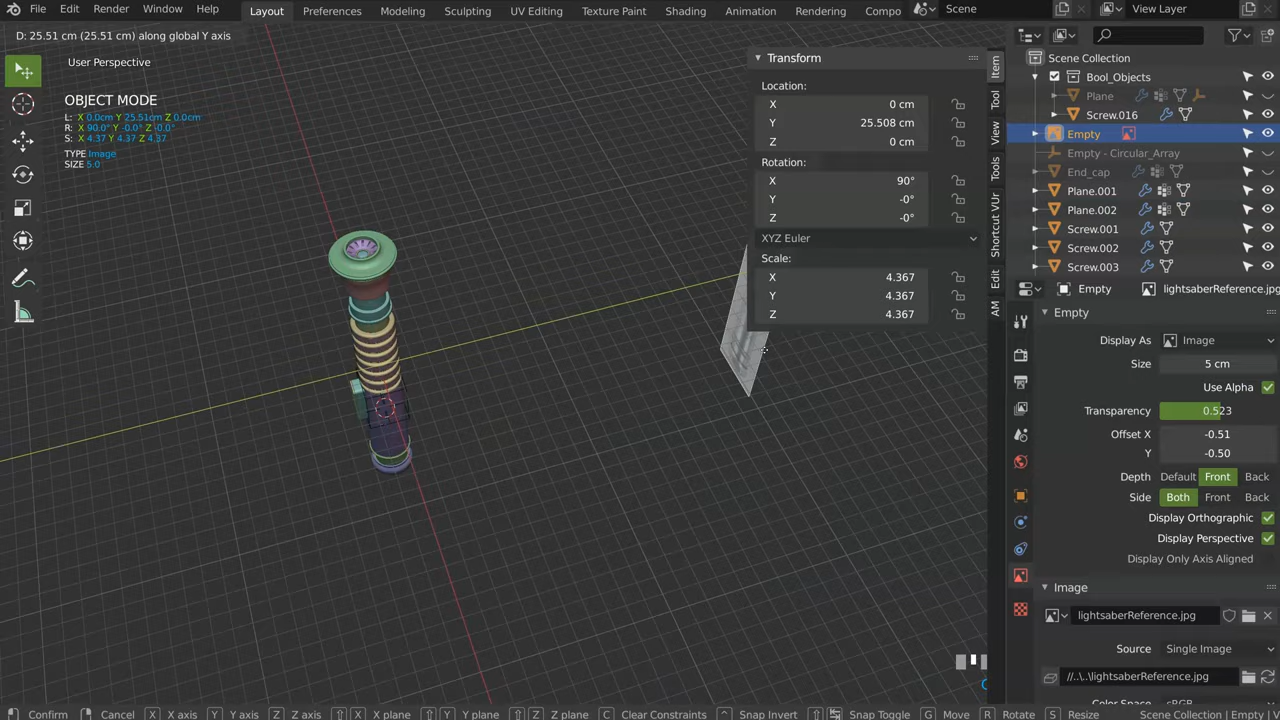 File Edit Render Window Help Layout Preferences Modeling Sculpting UV Editing Texture Paint Shading Animation Rendering Compo Scene View Layer
D: 25.51 cm (25.51 cm) along global Y axis
User Perspective
OBJECT MODE
L: X 0.0cm Y 25.51cm Z 0.0cm
R: X 90.0° Y -0.0° Z -0.0°
S: X 4.37 Y 4.37 Z 4.37
TYPE Image
SIZE 5.0
Transform
Location:
X 0 cm
Y 25.508 cm
Z 0 cm
Rotation:
X 90°
Y -0°
Z -0°
XYZ Euler
Scale:
X 4.367
Y 4.367
Z 4.367
Item
Tool
View
Tools
Shortcut VUr
Edit
AM
Scene Collection
Bool_Objects
Plane
Screw.016
Empty
Empty - Circular_Array
End_cap
Plane.001
Plane.002
Screw.001
Screw.002
Screw.003
Empty lightsaberReference.jpg
Empty
Display As Image
Size 5 cm
Use Alpha
Transparency 0.523
Offset X -0.51
Y -0.50
Depth Default Front Back
Side Both Front Back
Display Orthographic
Display Perspective
Display Only Axis Aligned
Image
lightsaberReference.jpg
Source Single Image
//..\..\lightsaberReference.jpg
Confirm Cancel X X axis Y Y axis Z Z axis X X plane Y Y plane Z Z plane C Clear Constraints Snap Invert Snap Toggle G Move R Rotate S Resize Scene Collection | Empty